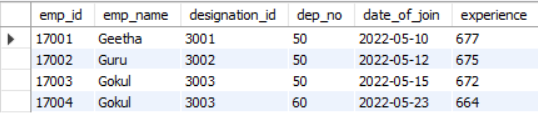 emp_id emp_name designation_id dep_no date_of_join experience
17001 Geetha 3001 50 2022-05-10 677
17002 Guru 3002 50 2022-05-12 675
17003 Gokul 3003 50 2022-05-15 672
17004 Gokul 3003 60 2022-05-23 664